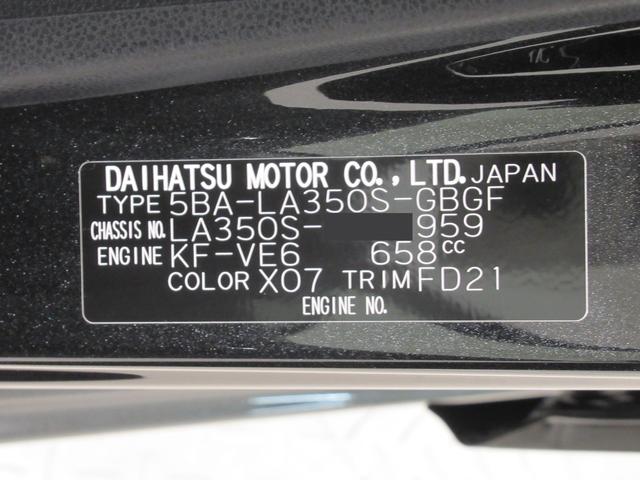 DAIHATSU MOTOR CO., LTD. JAPAN
TYPE 5BA-LA350S-GBGF
CHASSIS NO. LA350S- 959
ENGINE KF-VE6 658cc
COLOR X07 TRIM FD21
ENGINE NO.